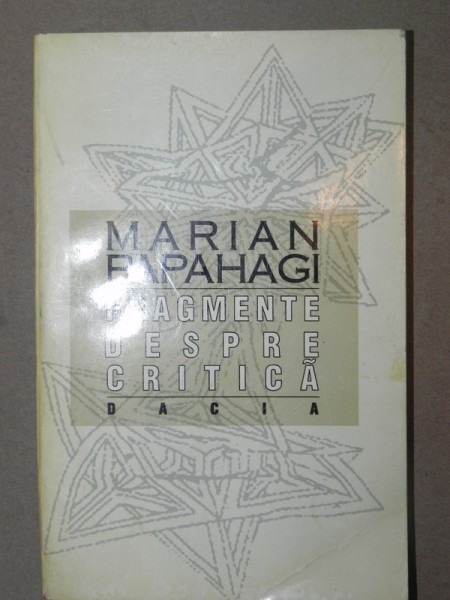 MARIAN
PAPAHAGI
FRAGMENTE
DESPRE
CRITICĂ
DACIA